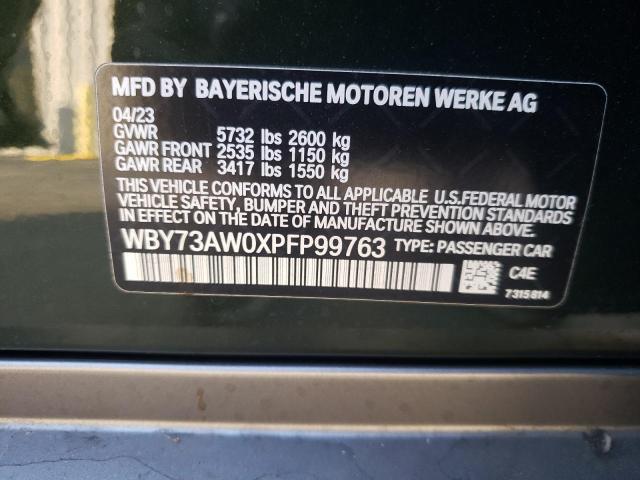 MFD BY BAYERISCHE MOTOREN WERKE AG
04/23
GVWR 5732 lbs 2600 kg
GAWR FRONT 2535 lbs 1150 kg
GAWR REAR 3417 lbs 1550 kg
THIS VEHICLE CONFORMS TO ALL APPLICABLE U.S.FEDERAL MOTOR
VEHICLE SAFETY, BUMPER AND THEFT PREVENTION STANDARDS
IN EFFECT ON THE DATE OF MANUFACTURE SHOWN ABOVE.
WBY73AW0XPFP99763 TYPE: PASSENGER CAR
C4E
7315814